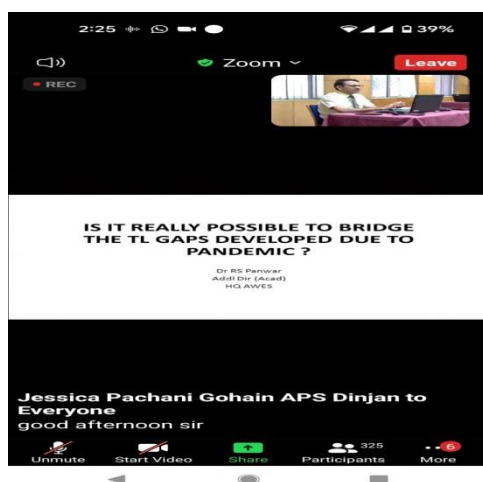 2:25 39%
Zoom Leave
REC
IS IT REALLY POSSIBLE TO BRIDGE
THE TL GAPS DEVELOPED DUE TO
PANDEMIC ?
Dr RS Panwar
Addl Dir (Acad)
HQ AWES
Jessica Pachani Gohain APS Dinjan to
Everyone
good afternoon sir
325 6
Unmute Start Video Share Participants More